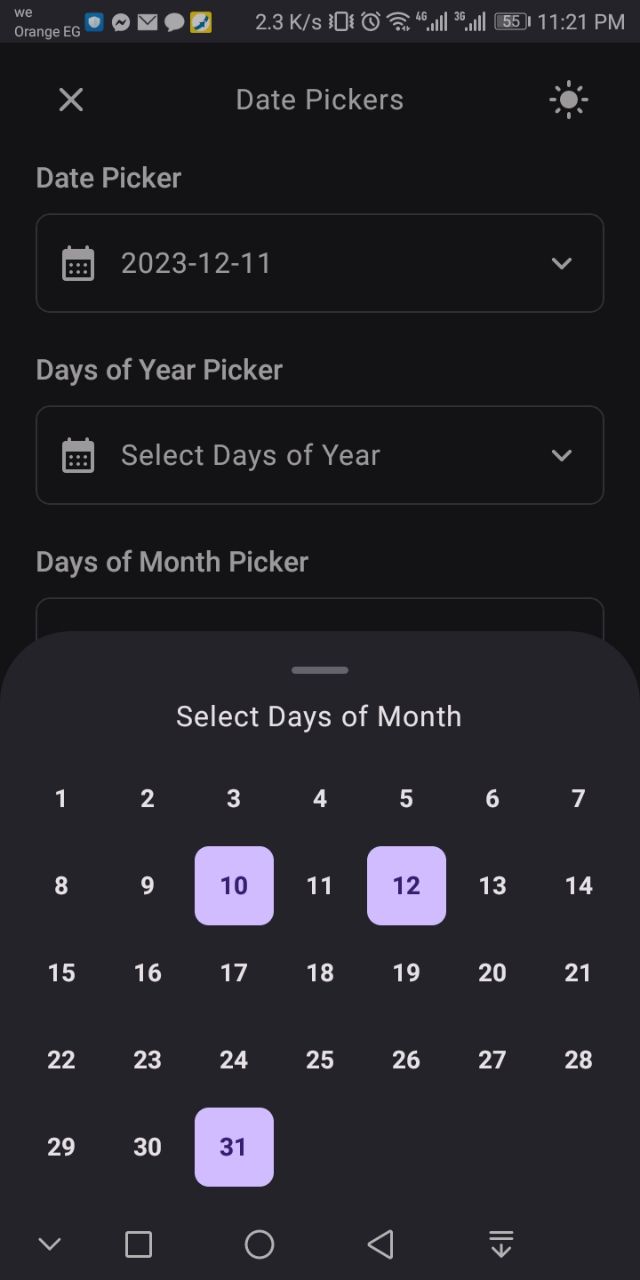 we
Orange EG
2.3 K/s 4G 3G 55 11:21 PM
Date Pickers
Date Picker
2023-12-11
Days of Year Picker
Select Days of Year
Days of Month Picker
Select Days of Month
1 2 3 4 5 6 7
8 9 10 11 12 13 14
15 16 17 18 19 20 21
22 23 24 25 26 27 28
29 30 31